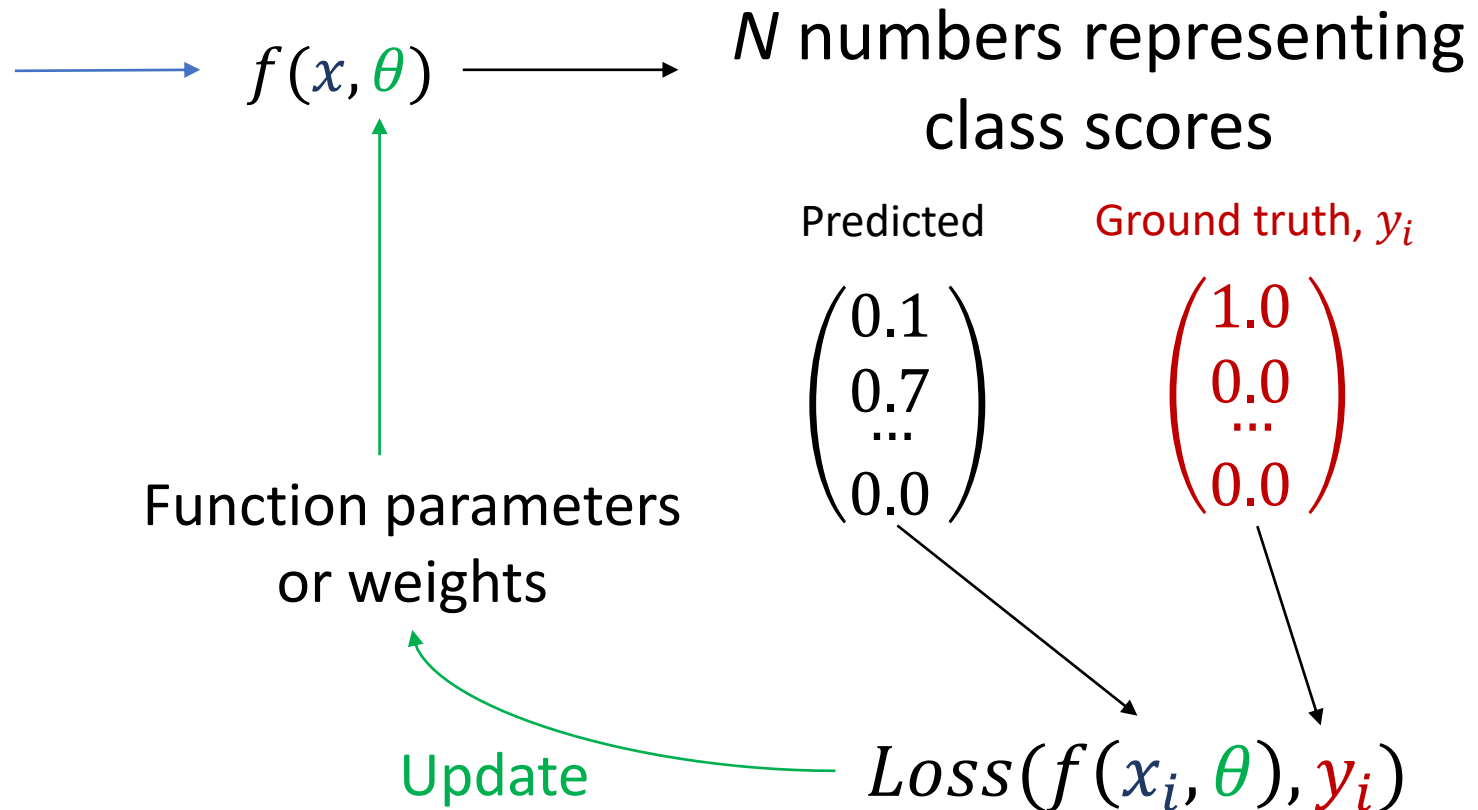 f(x, θ)
N numbers representing
class scores
Predicted
Ground truth, yᵢ
0.1
0.7
...
0.0
1.0
0.0
...
0.0
Function parameters
or weights
Update
Loss(f(xᵢ, θ), yᵢ)